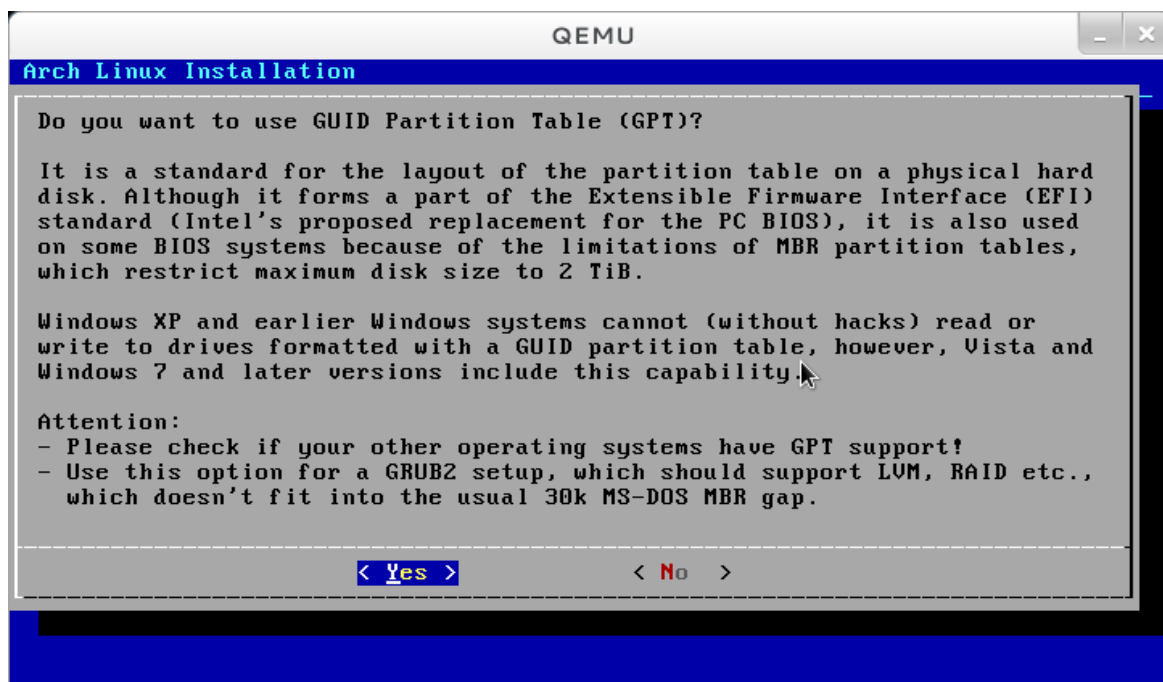 QEMU
Arch Linux Installation
Do you want to use GUID Partition Table (GPT)?
It is a standard for the layout of the partition table on a physical hard
disk. Although it forms a part of the Extensible Firmware Interface (EFI)
standard (Intel's proposed replacement for the PC BIOS), it is also used
on some BIOS systems because of the limitations of MBR partition tables,
which restrict maximum disk size to 2 TiB.
Windows XP and earlier Windows systems cannot (without hacks) read or
write to drives formatted with a GUID partition table, however, Vista and
Windows 7 and later versions include this capability.
Attention:
- Please check if your other operating systems have GPT support!
- Use this option for a GRUB2 setup, which should support LVM, RAID etc.,
which doesn't fit into the usual 30k MS-DOS MBR gap.
< Yes > < No >